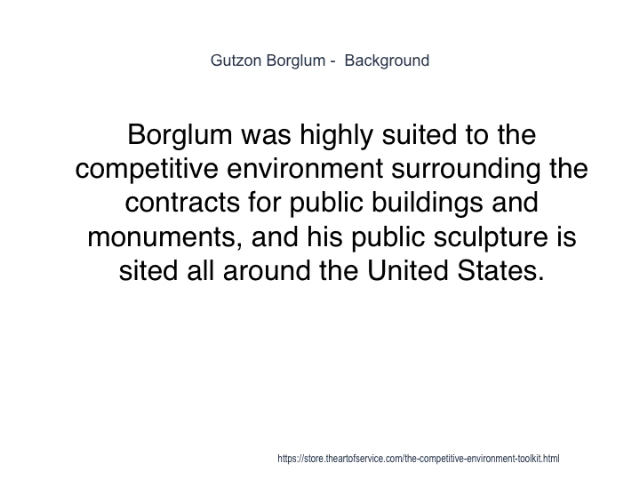 Gutzon Borglum -  Background
Borglum was highly suited to the
competitive environment surrounding the
contracts for public buildings and
monuments, and his public sculpture is
sited all around the United States.
https://store.theartofservice.com/the-competitive-environment-toolkit.html